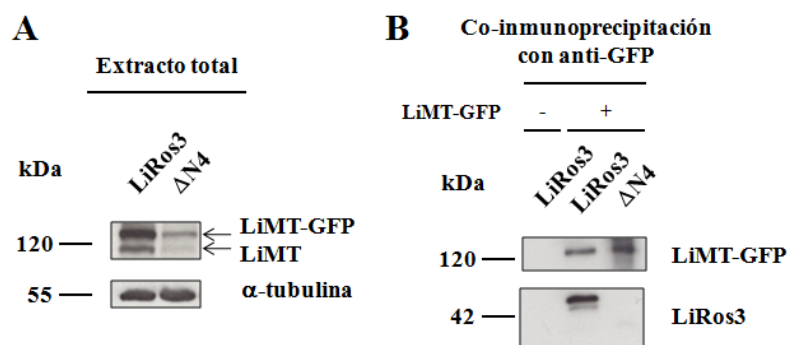 A
Extracto total
kDa
LiRos3
ΔN4
120
LiMT-GFP
LiMT
55
α-tubulina
B
Co-inmunoprecipitación
con anti-GFP
LiMT-GFP
-
+
kDa
LiRos3
LiRos3
ΔN4
120
LiMT-GFP
42
LiRos3